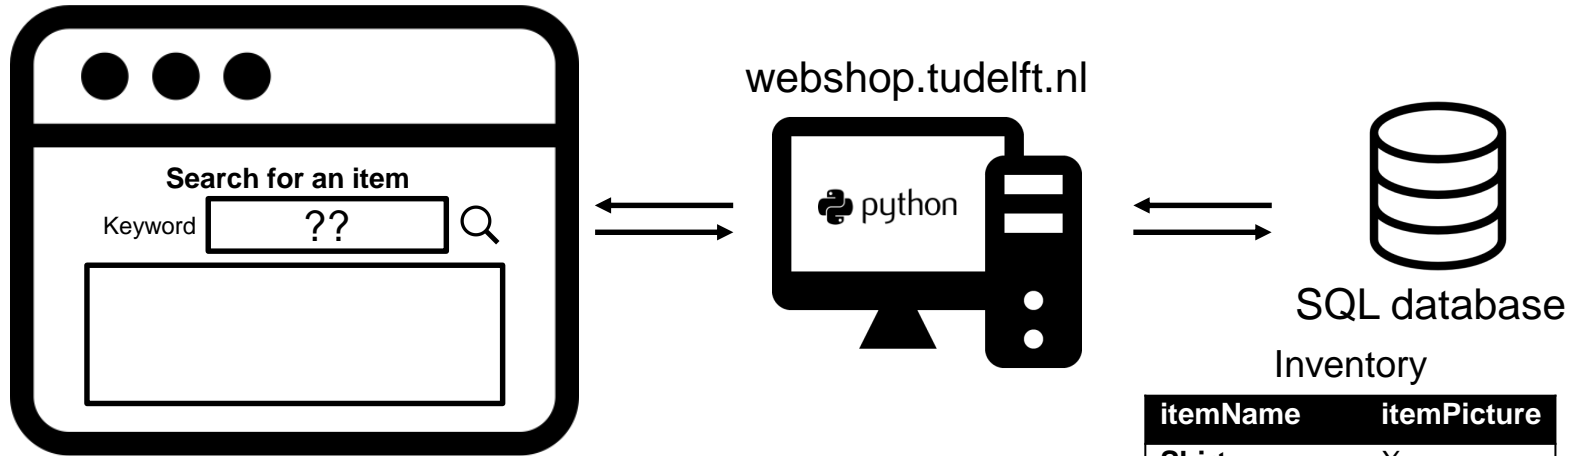 Search for an item
Keyword ??
webshop.tudelft.nl
python
SQL database
Inventory
itemName itemPicture